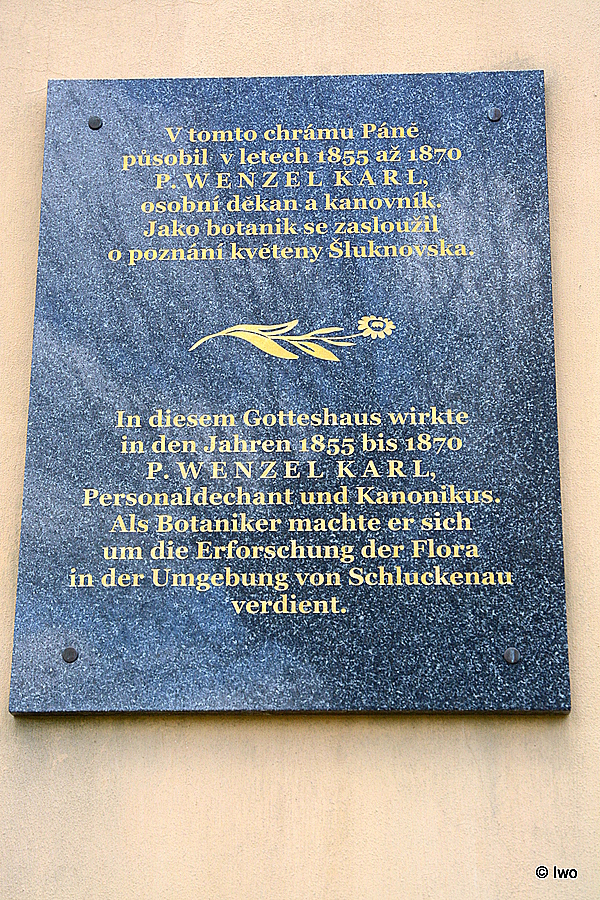 V tomto chrámu Páně
působil v letech 1855 až 1870
P. WENZEL KARL,
osobní děkan a kanovník.
Jako botanik se zasloužil
o poznání květeny Šluknovska.
In diesem Gotteshaus wirkte
in den Jahren 1855 bis 1870
P. WENZEL KARL,
Personaldechant und Kanonikus.
Als Botaniker machte er sich
um die Erforschung der Flora
in der Umgebung von Schluckenau
verdient.
© lwo